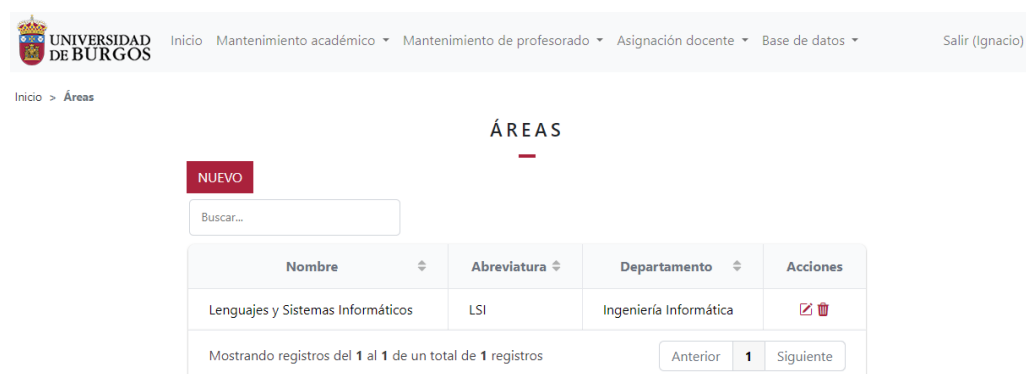 UNIVERSIDAD
DE BURGOS
Inicio Mantenimiento académico Mantenimiento de profesorado Asignación docente Base de datos Salir (Ignacio)
Inicio > Áreas
ÁREAS
NUEVO
Buscar...
Nombre Abreviatura Departamento Acciones
Lenguajes y Sistemas Informáticos LSI Ingeniería Informática
Mostrando registros del 1 al 1 de un total de 1 registros Anterior 1 Siguiente